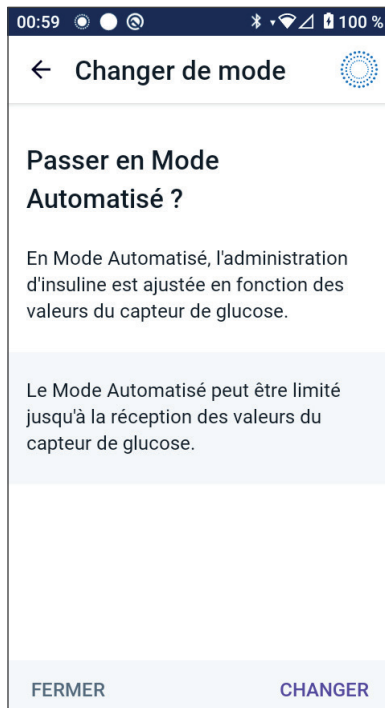 00:59 100 %
Changer de mode
Passer en Mode
Automatisé ?
En Mode Automatisé, l'administration
d'insuline est ajustée en fonction des
valeurs du capteur de glucose.
Le Mode Automatisé peut être limité
jusqu'à la réception des valeurs du
capteur de glucose.
FERMER CHANGER